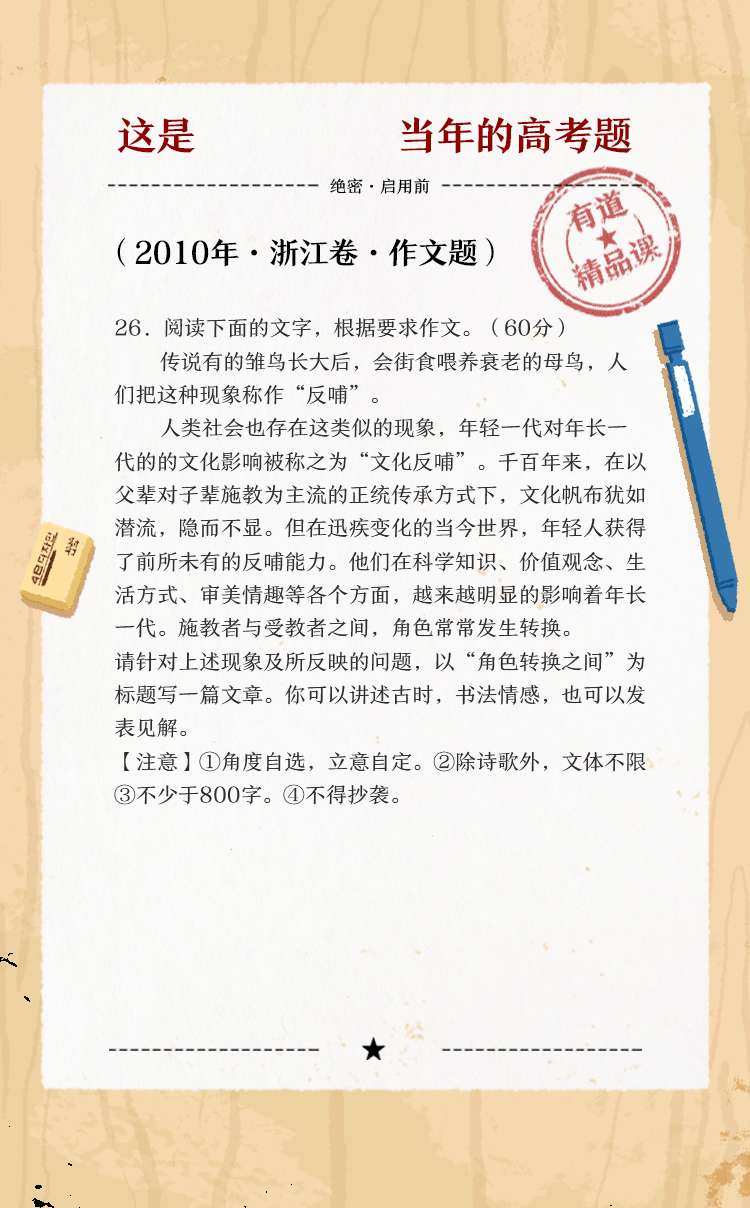 这是 当年的高考题
绝密·启用前
有道
精品课
（2010年·浙江卷·作文题）
26．阅读下面的文字，根据要求作文。（60分）
传说有的雏鸟长大后，会街食喂养衰老的母鸟，人
们把这种现象称作“反哺”。
人类社会也存在这类似的现象，年轻一代对年长一
代的的文化影响被称之为“文化反哺”。千百年来，在以
父辈对子辈施教为主流的正统传承方式下，文化帆布犹如
潜流，隐而不显。但在迅疾变化的当今世界，年轻人获得
了前所未有的反哺能力。他们在科学知识、价值观念、生
活方式、审美情趣等各个方面，越来越明显的影响着年长
一代。施教者与受教者之间，角色常常发生转换。
请针对上述现象及所反映的问题，以“角色转换之间”为
标题写一篇文章。你可以讲述古时，书法情感，也可以发
表见解。
【注意】①角度自选，立意自定。②除诗歌外，文体不限
③不少于800字。④不得抄袭。